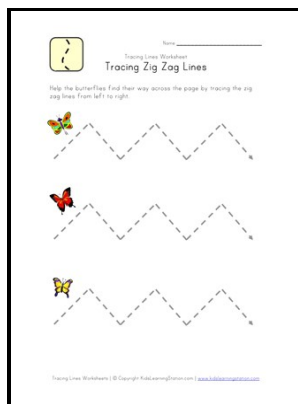 Name
Tracing Lines Worksheet
Tracing Zig Zag Lines
Help the butterflies find their way across the page by tracing the zig
zag lines from left to right.
Tracing Lines Worksheets | © Copyright KidsLearningStation.com | www.kidslearningstation.com